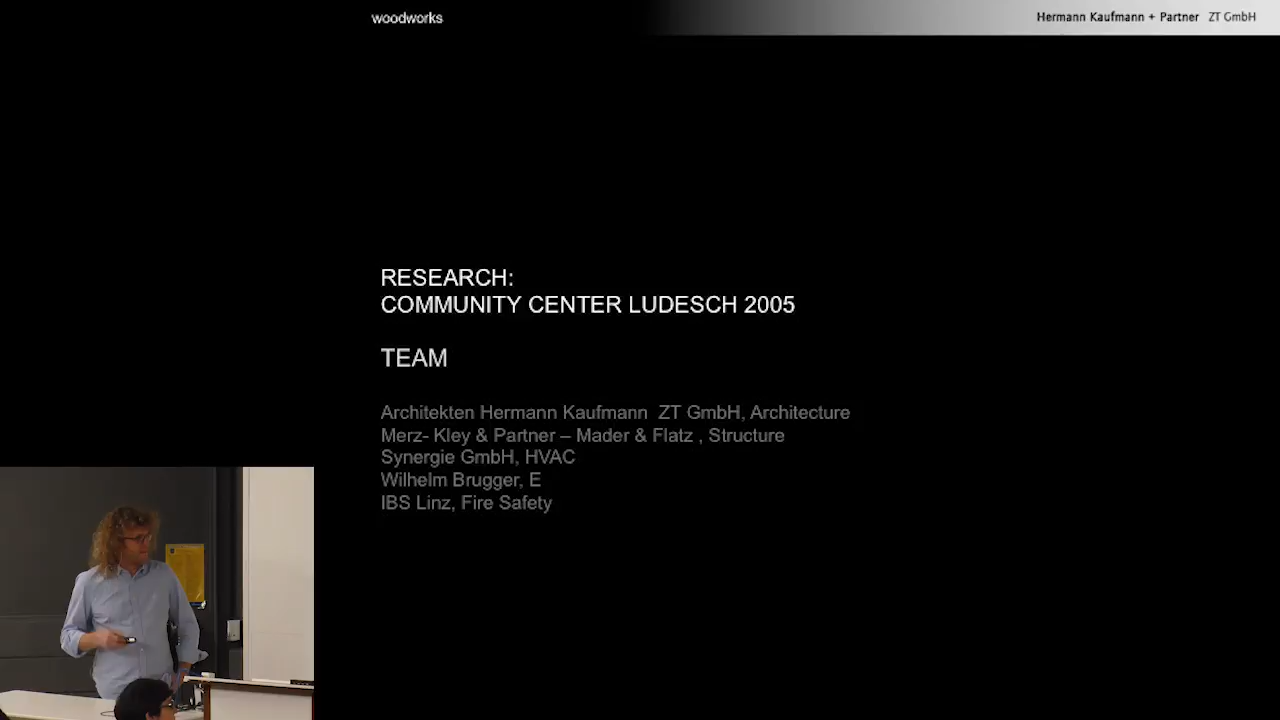 woodworks
Hermann Kaufmann + Partner ZT GmbH
RESEARCH:
COMMUNITY CENTER LUDESCH 2005
TEAM
Architekten Hermann Kaufmann ZT GmbH, Architecture
Merz- Kley & Partner – Mader & Flatz , Structure
Synergie GmbH, HVAC
Wilhelm Brugger, E
IBS Linz, Fire Safety